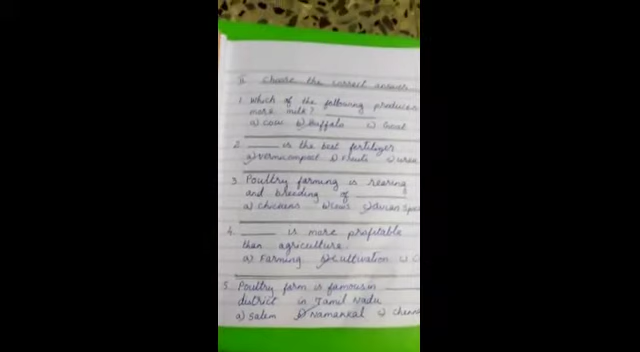 II Choose the correct answer
1. Which of the following produces
more milk?
a) cow b) Buffalo c) Goat
2. ______ is the best fertilizer
a) vermicompost b) c) urea
3. Poultry farming is rearing
and breeding of ______
a) chickens b) cows c) Avian Spec
4. ______ is more profitable
than agriculture.
a) Farming b) Cultivation c) C
5. Poultry farm is famous in ______
district in Tamil Nadu
a) Salem b) Namakkal c) Chenn